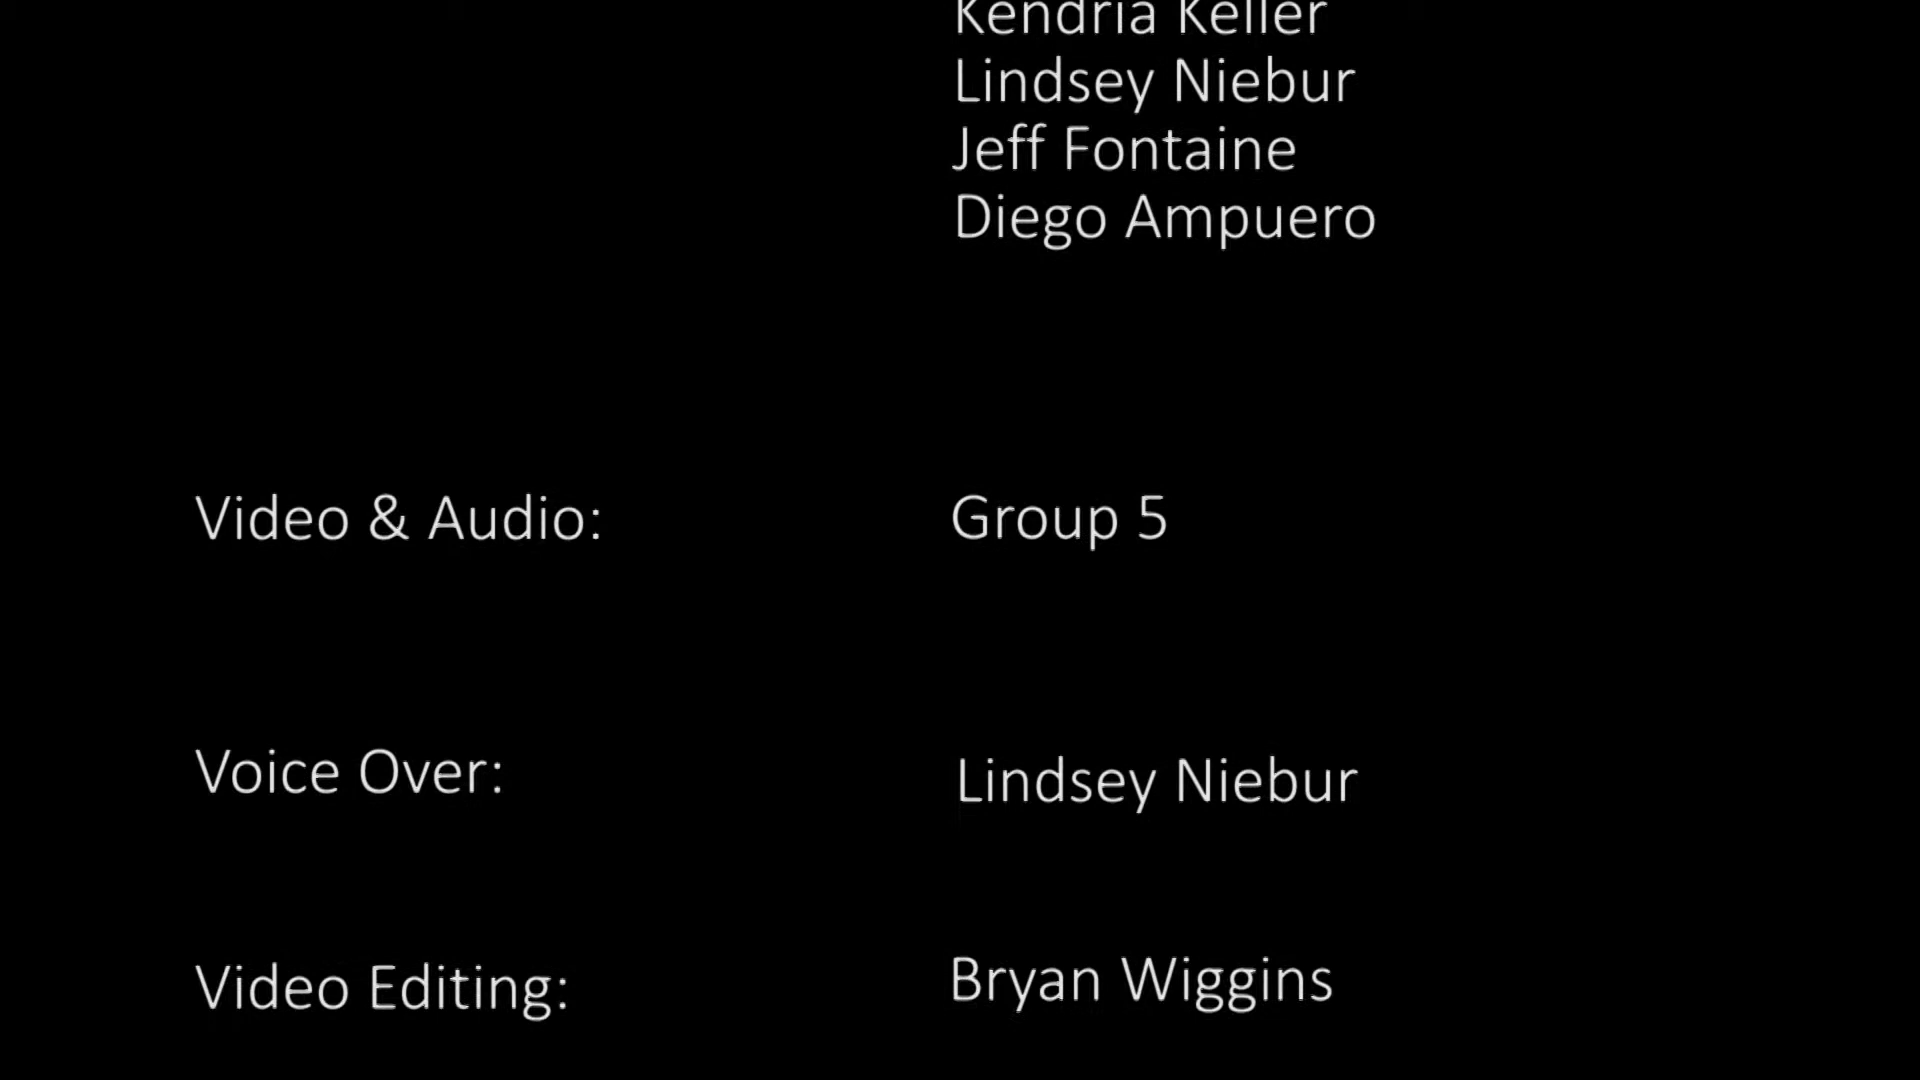 Kendria Keller
Lindsey Niebur
Jeff Fontaine
Diego Ampuero
Video & Audio: Group 5
Voice Over: Lindsey Niebur
Video Editing: Bryan Wiggins